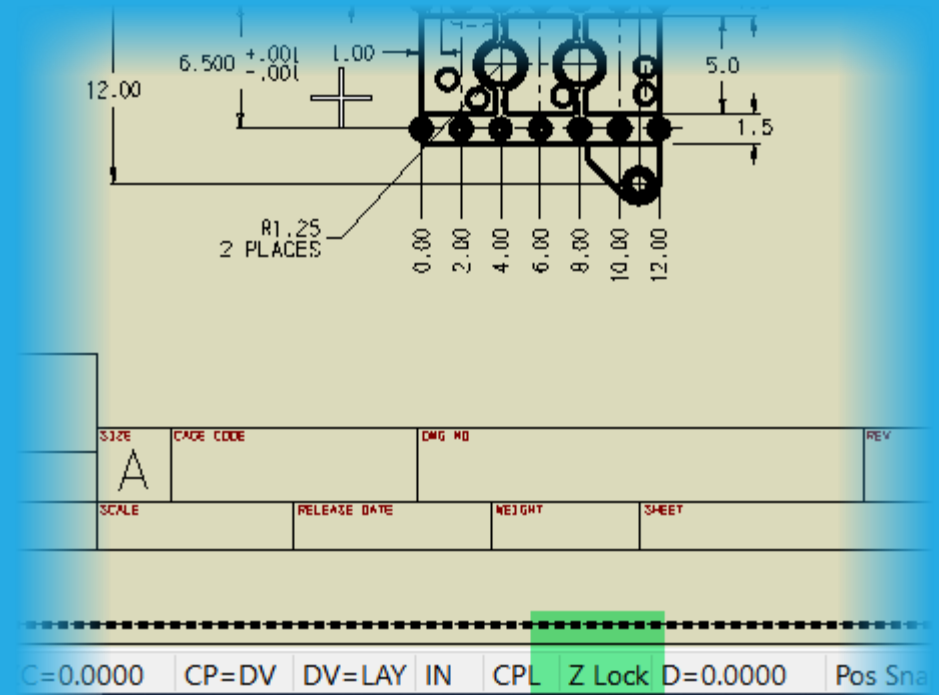 6.500 +.001
-.001
1.00
5.0
12.00
1.5
R1.25
2 PLACES
0.00
2.00
4.00
6.00
8.00
10.00
12.00
SIZE
CAGE CODE
DWG NO
REV
A
SCALE
RELEASE DATE
WEIGHT
SHEET
C=0.0000 CP=DV DV=LAY IN CPL Z Lock D=0.0000 Pos Sna